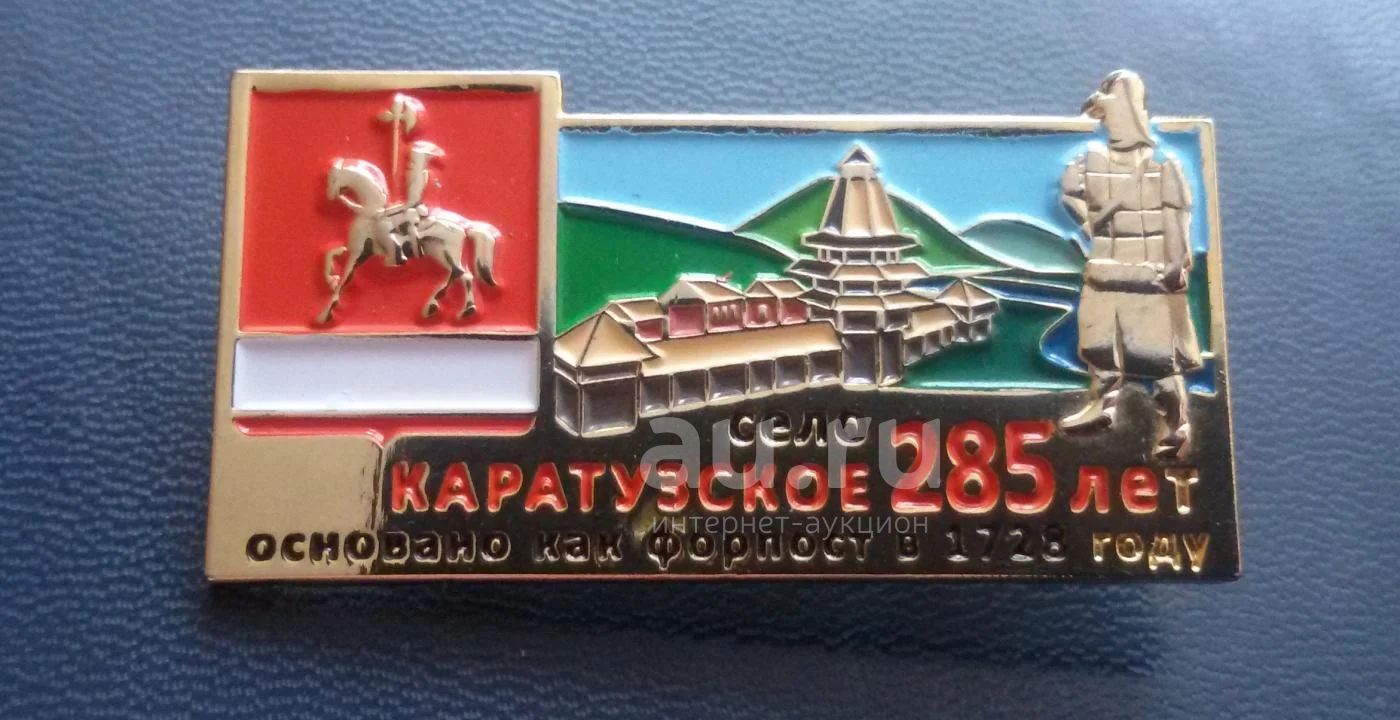 село
КАРАТУЗСКОЕ 285 лет
основано как форпост в 1728 году
au.ru
интернет-аукцион